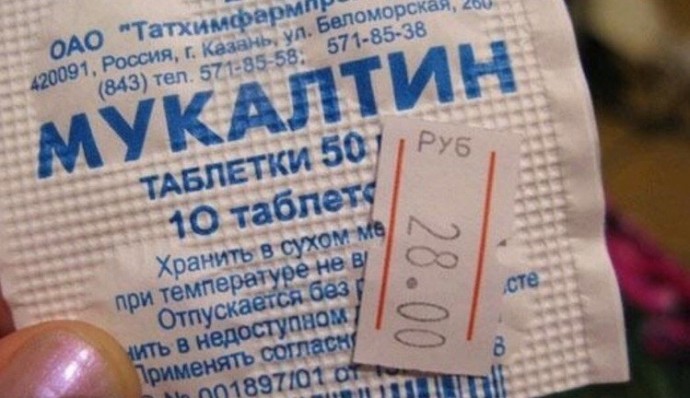 ОАО "Татхимфармпр
420091, Россия, г. Казань, ул. Беломорская, 260
(843) тел. 571-85-58; 571-85-38
МУКАЛТИН
ТАБЛЕТКИ 50
10 таблето
Хранить в сухом ме
при температуре не в
Отпускается без
нить в недоступном
Применять согласн
№ 001897/01 от
РУБ
28.00